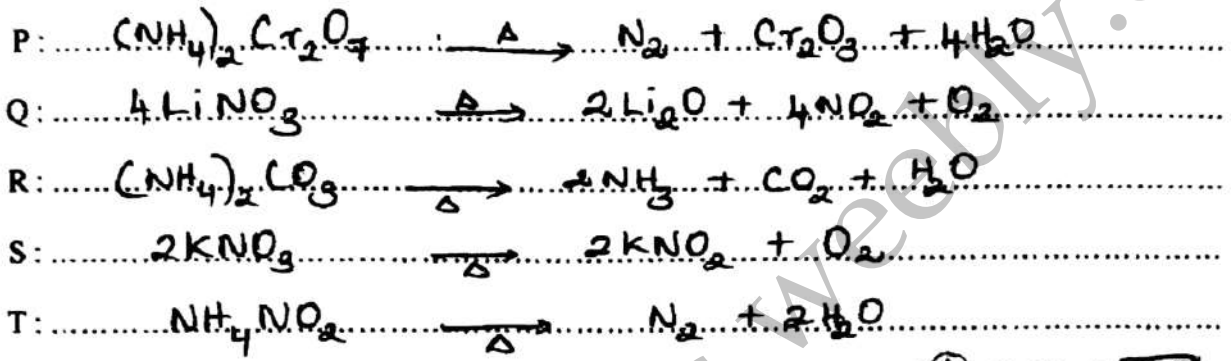 P: (NH₄)₂Cr₂O₇ —Δ→ N₂ + Cr₂O₃ + 4H₂O
Q: 4LiNO₃ —Δ→ 2Li₂O + 4NO₂ + O₂
R: (NH₄)₂CO₃ —Δ→ 2NH₃ + CO₂ + H₂O
S: 2KNO₃ —Δ→ 2KNO₂ + O₂
T: NH₄NO₂ —Δ→ N₂ + 2H₂O
weebly.